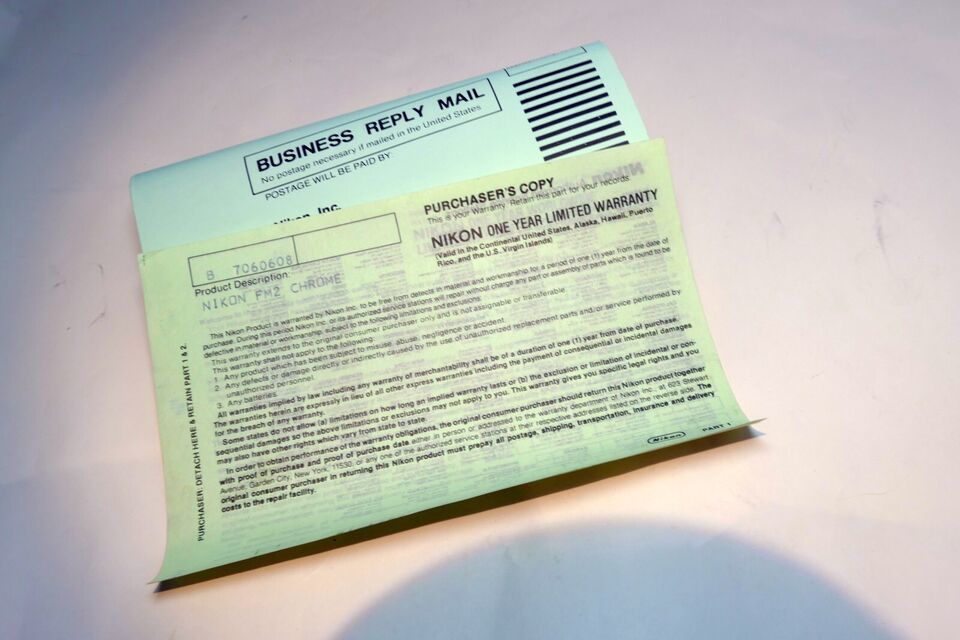 BUSINESS REPLY MAIL
No postage necessary if mailed in the United States
POSTAGE WILL BE PAID BY:
Nikon, Inc.
PURCHASER'S COPY
This is your Warranty. Retain this part for your records
NIKON ONE YEAR LIMITED WARRANTY
(Valid in the Continental United States, Alaska, Hawaii, Puerto
Rico, and the U.S. Virgin Islands)
B 7060608
Product Description:
NIKON FM2 CHROME
This Nikon Product is warranted by Nikon Inc. to be free from defects in material and workmanship for a period of one (1) year from the date of
purchase. During this period Nikon Inc. or its authorized service stations will repair without charge any part or assembly of parts which is found to be
defective in material or workmanship, subject to the following limitations and exclusions:
This warranty extends to the original consumer purchaser only and is not assignable or transferable.
This warranty shall not apply to the following:
1. Any product which has been subject to misuse, abuse, negligence or accident.
2. Any defects or damage directly or indirectly caused by the use of unauthorized replacement parts and/or service performed by
unauthorized personnel.
3. Any batteries.
All warranties implied by law including any warranty of merchantability shall be of a duration of one (1) year from date of purchase.
The warranties herein are expressly in lieu of all other express warranties including the payment of consequential or incidental damages
for the breach of any warranty.
Some states do not allow (a) limitations on how long an implied warranty lasts or (b) the exclusion or limitation of incidental or con-
sequential damages so the above limitations or exclusions may not apply to you. This warranty gives you specific legal rights and you
may also have other rights which vary from state to state.
In order to obtain performance of the warranty obligations, the original consumer purchaser should return this Nikon product together
with proof of purchase and proof of purchase date either in person or addressed to the warranty department of Nikon Inc. at 623 Stewart
Avenue, Garden City, New York, 11530, or any one of the authorized service stations at their respective addresses listed on the reverse side. The
original consumer purchaser in returning this Nikon product must prepay all postage, shipping, transportation, insurance and delivery
costs to the repair facility.
Nikon
PART 1
PURCHASER: DETACH HERE & RETAIN PART 1 & 2.